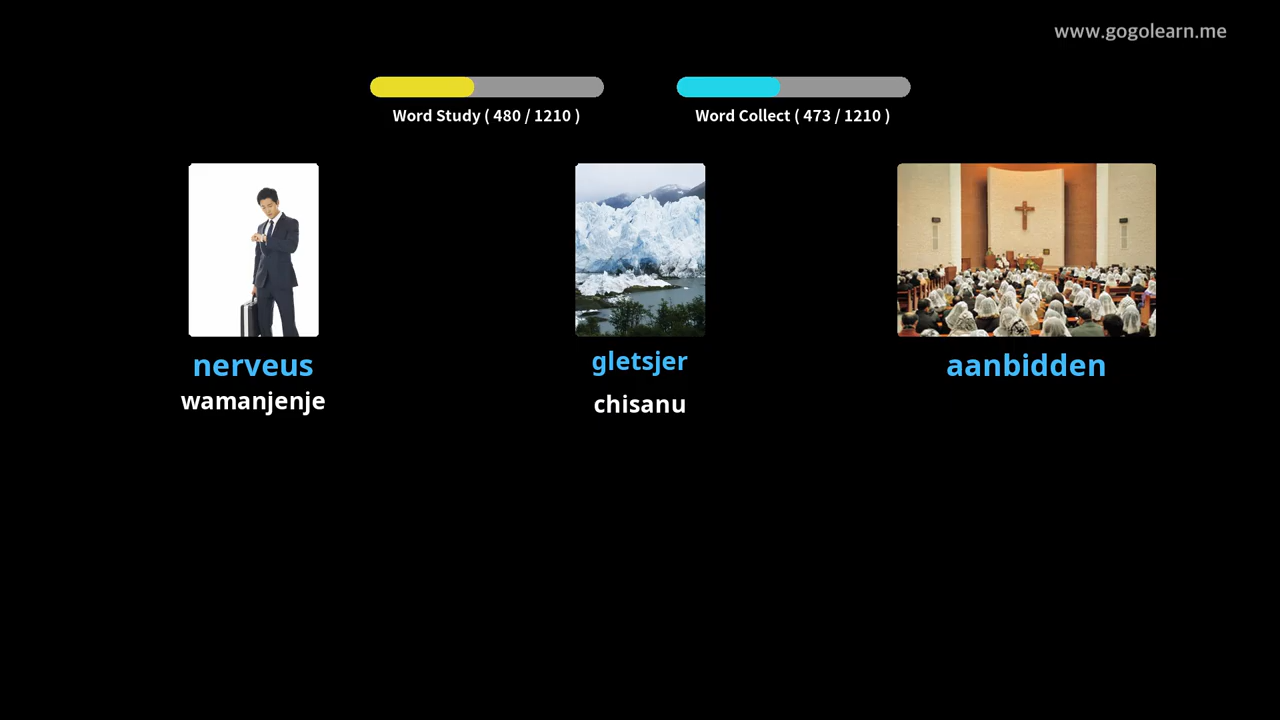 www.gogolearn.me
Word Study ( 480 / 1210 )
Word Collect ( 473 / 1210 )
nerveus
wamanjenje
gletsjer
chisanu
aanbidden